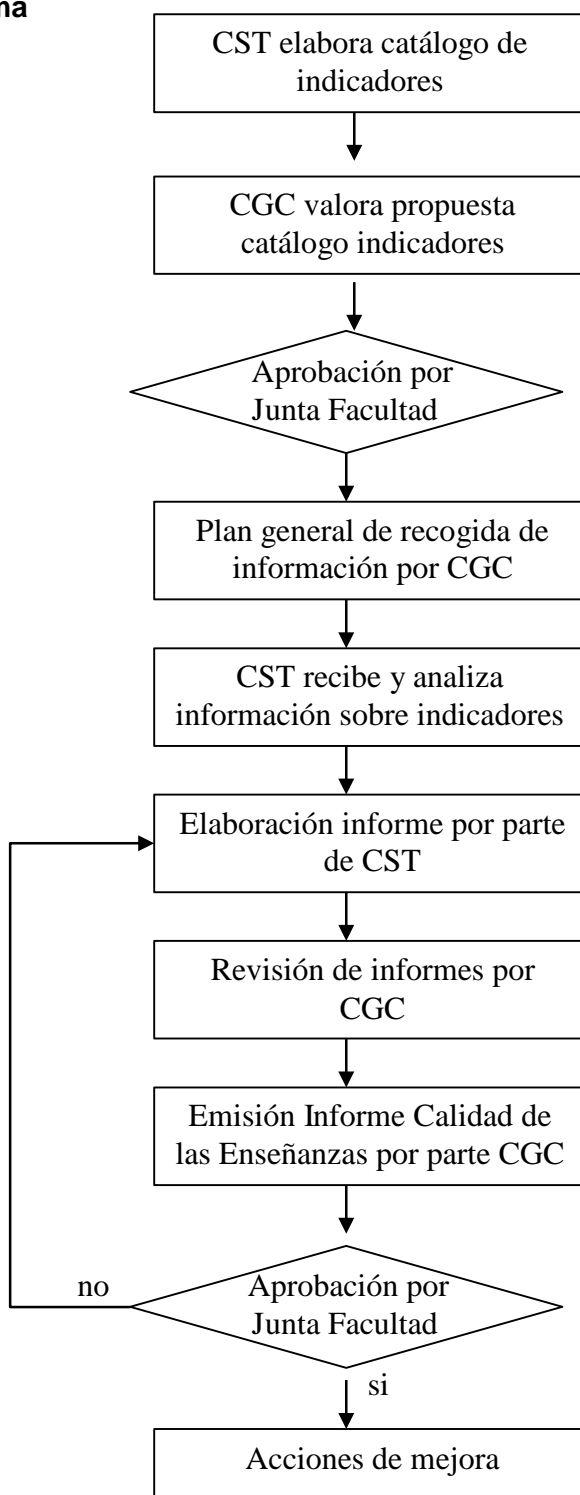 ma
CST elabora catálogo de
indicadores
CGC valora propuesta
catálogo indicadores
Aprobación por
Junta Facultad
Plan general de recogida de
información por CGC
CST recibe y analiza
información sobre indicadores
Elaboración informe por parte
de CST
Revisión de informes por
CGC
Emisión Informe Calidad de
las Enseñanzas por parte CGC
no
Aprobación por
Junta Facultad
si
Acciones de mejora